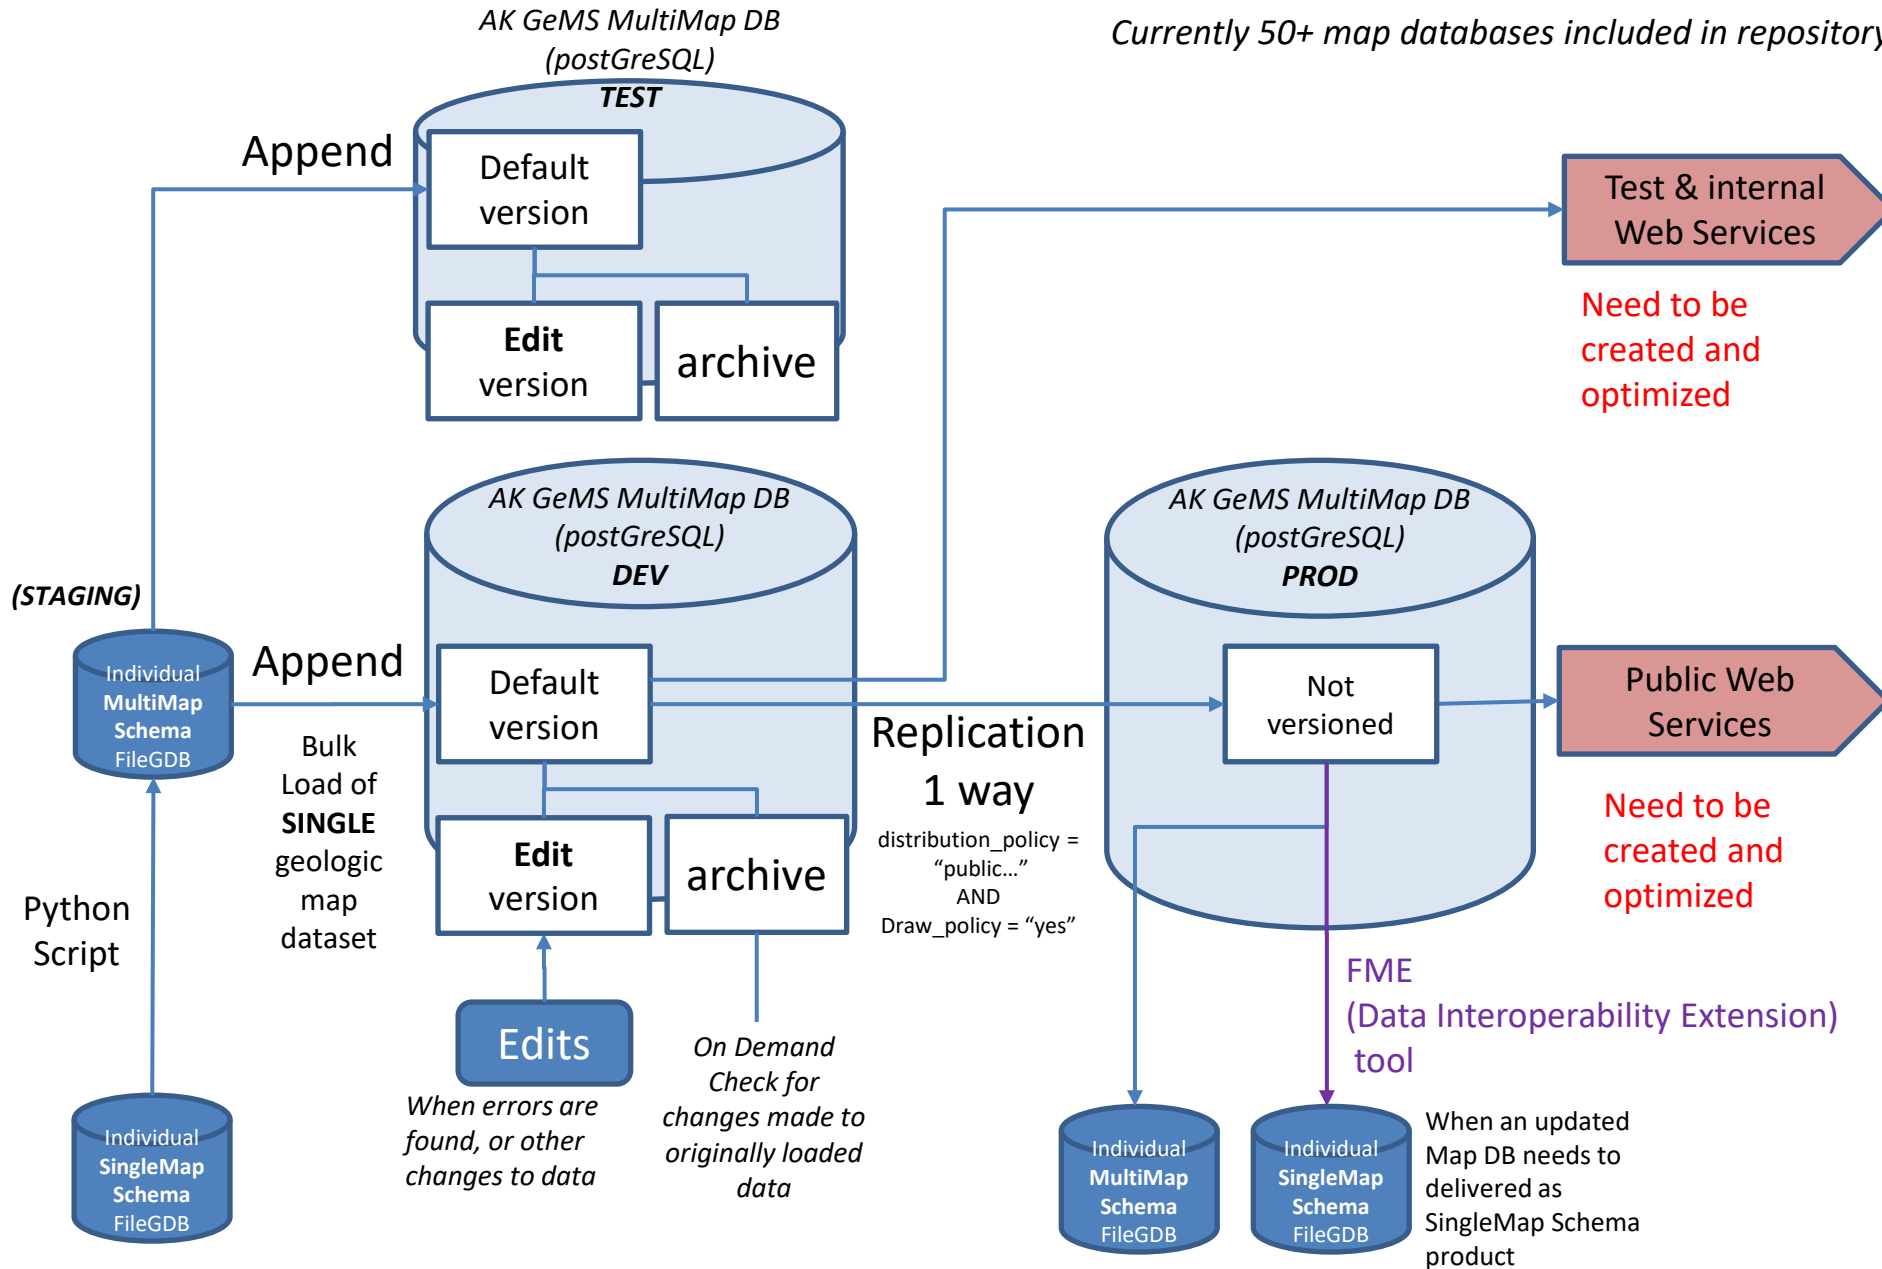 AK GeMS MultiMap DB
(postGreSQL)
TEST
Currently 50+ map databases included in repository
Append
Default
version
Edit
version
archive
Test & internal
Web Services
Need to be
created and
optimized
AK GeMS MultiMap DB
(postGreSQL)
DEV
AK GeMS MultiMap DB
(postGreSQL)
PROD
(STAGING)
Individual
MultiMap
Schema
FileGDB
Append
Bulk
Load of
SINGLE
geologic
map
dataset
Default
version
Edit
version
archive
Replication
1 way
distribution_policy =
“public…”
AND
Draw_policy = “yes”
Not
versioned
Public Web
Services
Need to be
created and
optimized
Python
Script
Edits
When errors are
found, or other
changes to data
On Demand
Check for
changes made to
originally loaded
data
FME
(Data Interoperability Extension)
tool
Individual
SingleMap
Schema
FileGDB
Individual
MultiMap
Schema
FileGDB
Individual
SingleMap
Schema
FileGDB
When an updated
Map DB needs to
delivered as
SingleMap Schema
product